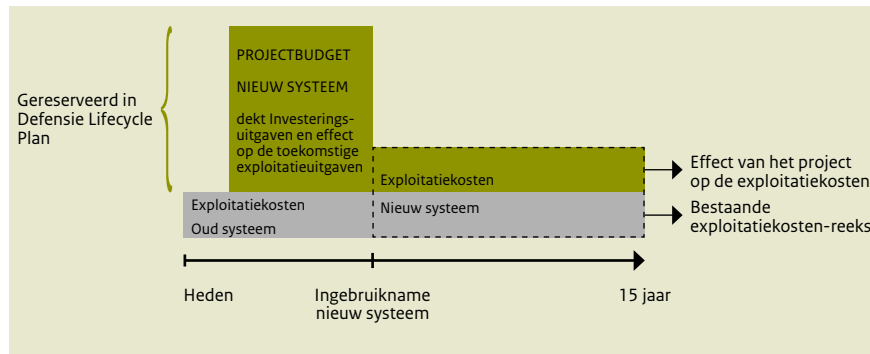 PROJECTBUDGET
NIEUW SYSTEEM
dekt Investerings-
uitgaven en effect
op de toekomstige
exploitatieuitgaven
Gereserveerd in
Defensie Lifecycle
Plan
Exploitatiekosten
Nieuw systeem
Effect van het project
op de exploitatiekosten
Exploitatiekosten
Oud systeem
Bestaande
exploitatiekosten-reeks
Heden
Ingebruikname
nieuw systeem
15 jaar